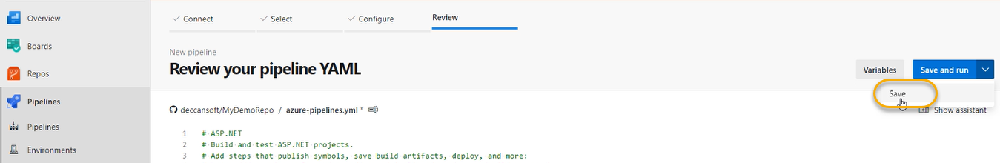 Overview
Boards
Repos
Pipelines
Pipelines
Environments
Connect
Select
Configure
Review
New pipeline
Review your pipeline YAML
Variables
Save and run
Save
deccansoft/MyDemoRepo / azure-pipelines.yml *
Show assistant
1 # ASP.NET
2 # Build and test ASP.NET projects.
3 # Add steps that publish symbols, save build artifacts, deploy, and more: